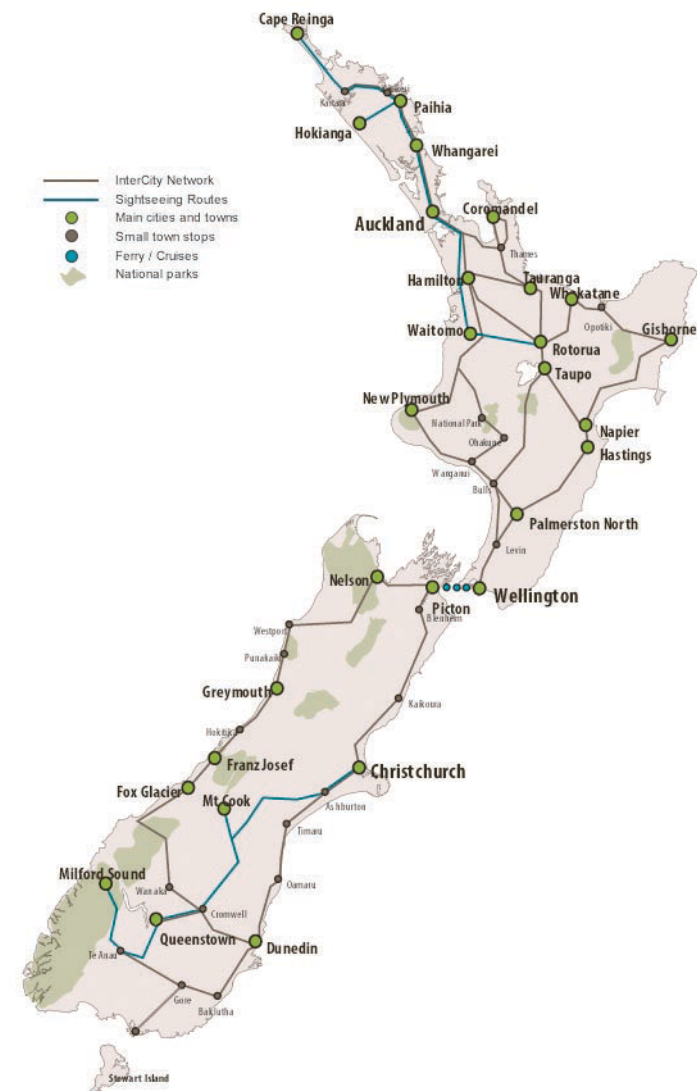 Cape Reinga
Kaitaia
Paihia
Hokianga
Whangarei
InterCity Network
Sightseeing Routes
Main cities and towns
Small town stops
Ferry / Cruises
National parks
Auckland
Coromandel
Thames
Hamilton
Tauranga
Whakatane
Opotiki
Gisborne
Waitomo
Rotorua
Taupo
New Plymouth
National Park
Ohakune
Napier
Hastings
Wanganui
Bulls
Palmerston North
Levin
Nelson
Picton
Wellington
Blenheim
Westport
Punakaiki
Greymouth
Kaikoura
Hokitika
Franz Josef
Christchurch
Fox Glacier
Mt Cook
Ashburton
Timaru
Milford Sound
Wanaka
Oamaru
Cromwell
Queenstown
Dunedin
Te Anau
Gore
Baklutha
Stewart Island